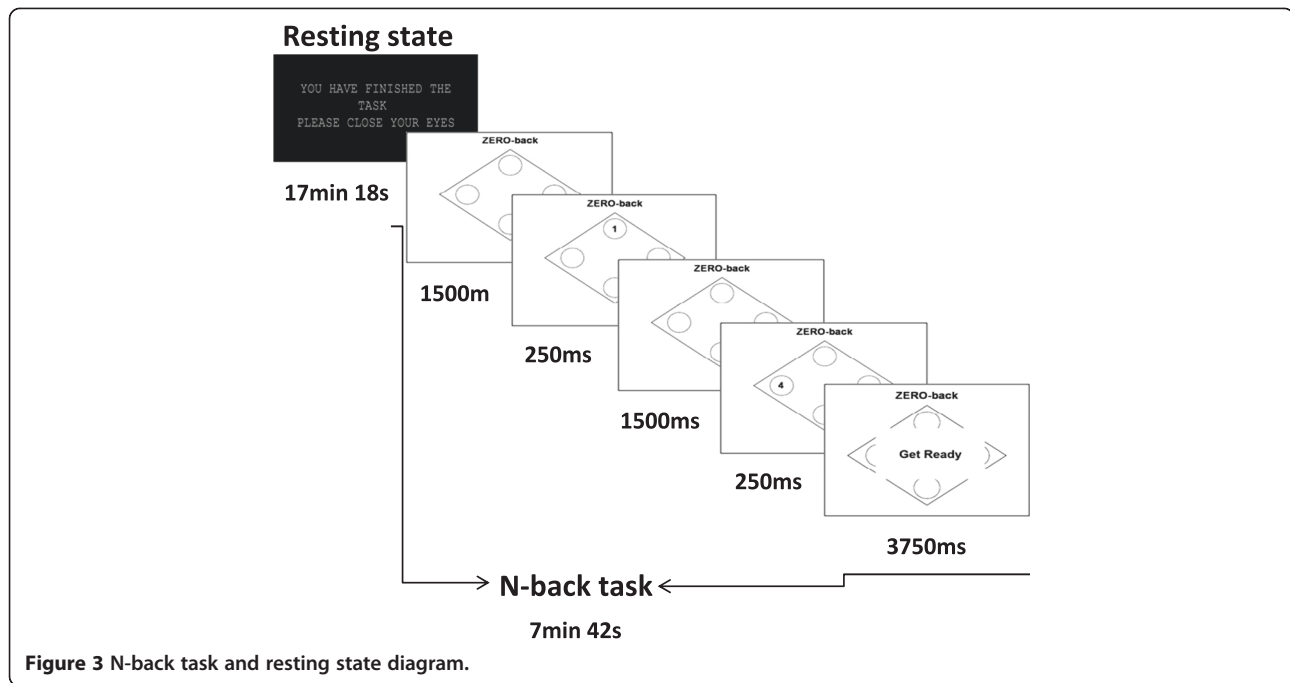 Resting state
YOU HAVE FINISHED THE
TASK
PLEASE CLOSE YOUR EYES
17min 18s
ZERO-back
1500m
ZERO-back
1
250ms
ZERO-back
1500ms
ZERO-back
4
250ms
ZERO-back
Get Ready
3750ms
N-back task
7min 42s
Figure 3 N-back task and resting state diagram.